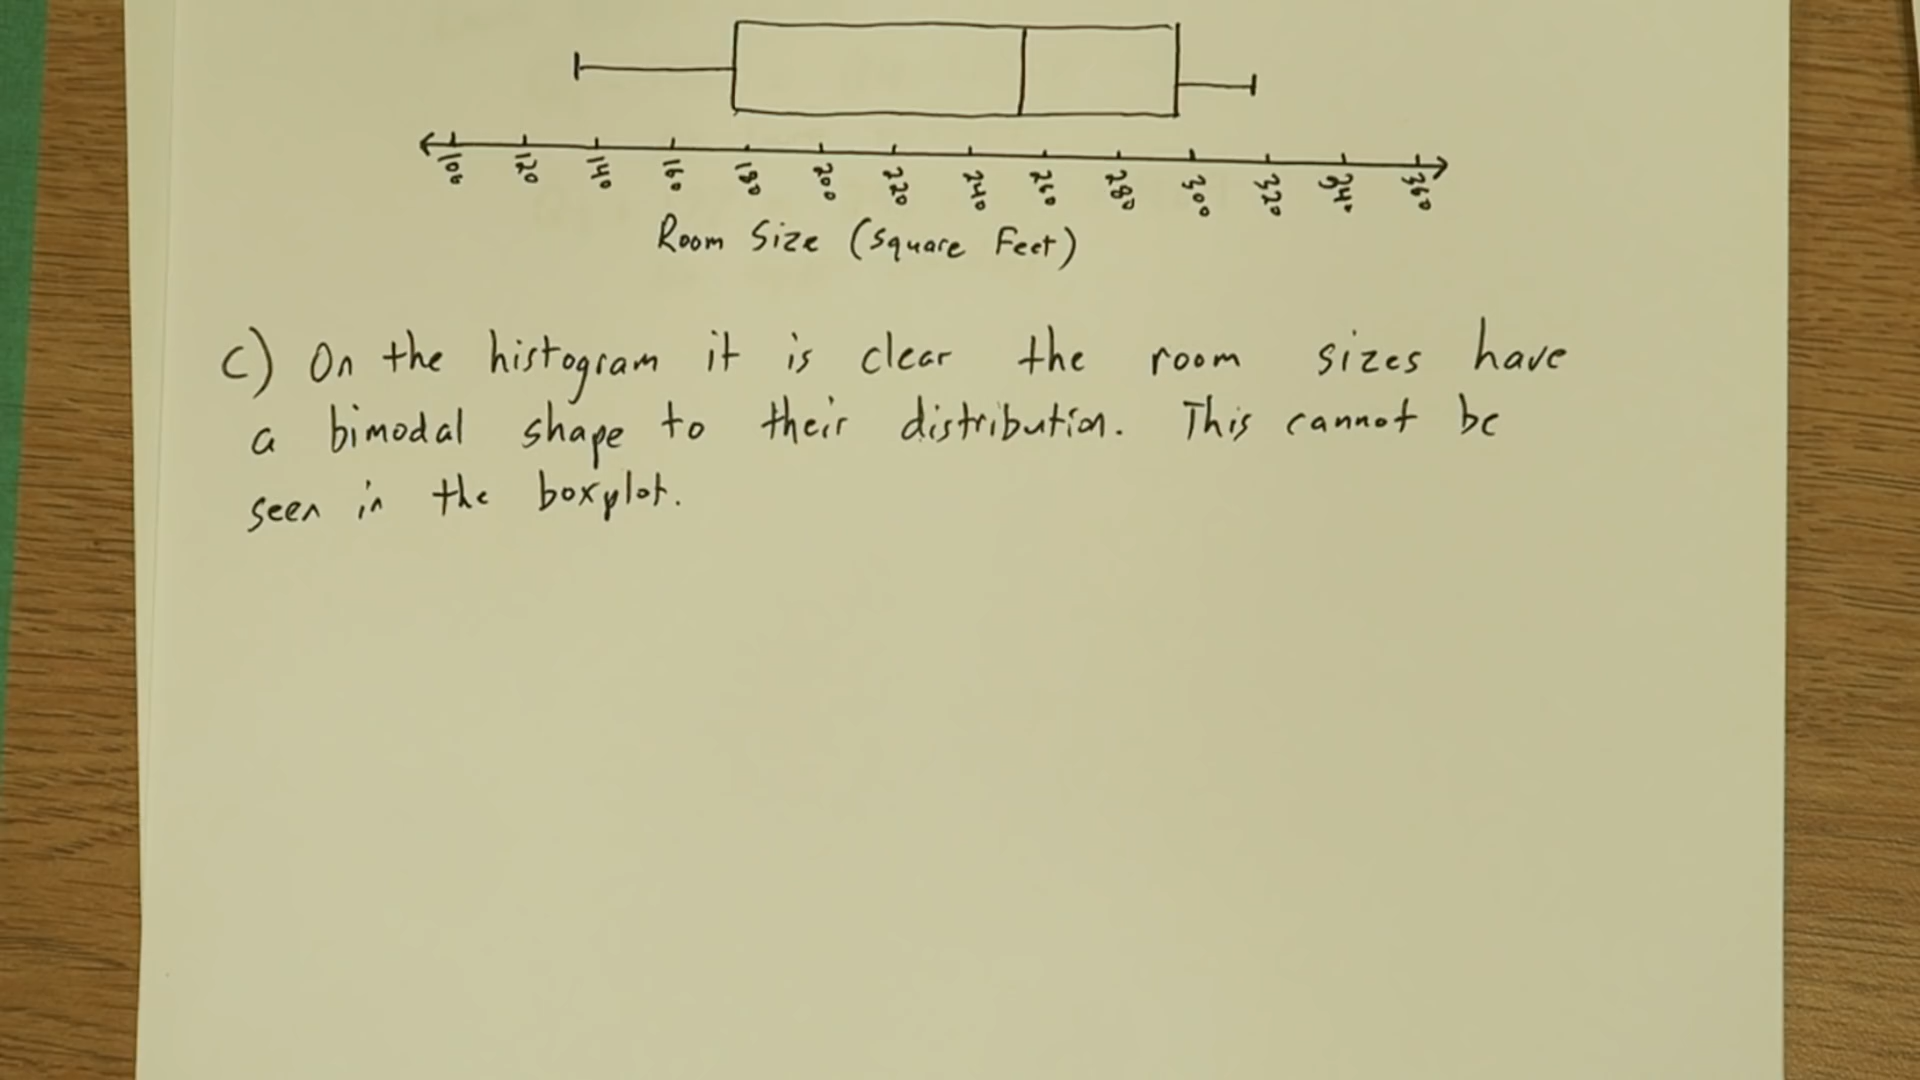 100 120 140 160 180 200 220 240 260 280 300 320 340 360
Room Size (Square Feet)
c) On the histogram it is clear the room sizes have
a bimodal shape to their distribution. This cannot be
seen in the boxplot.